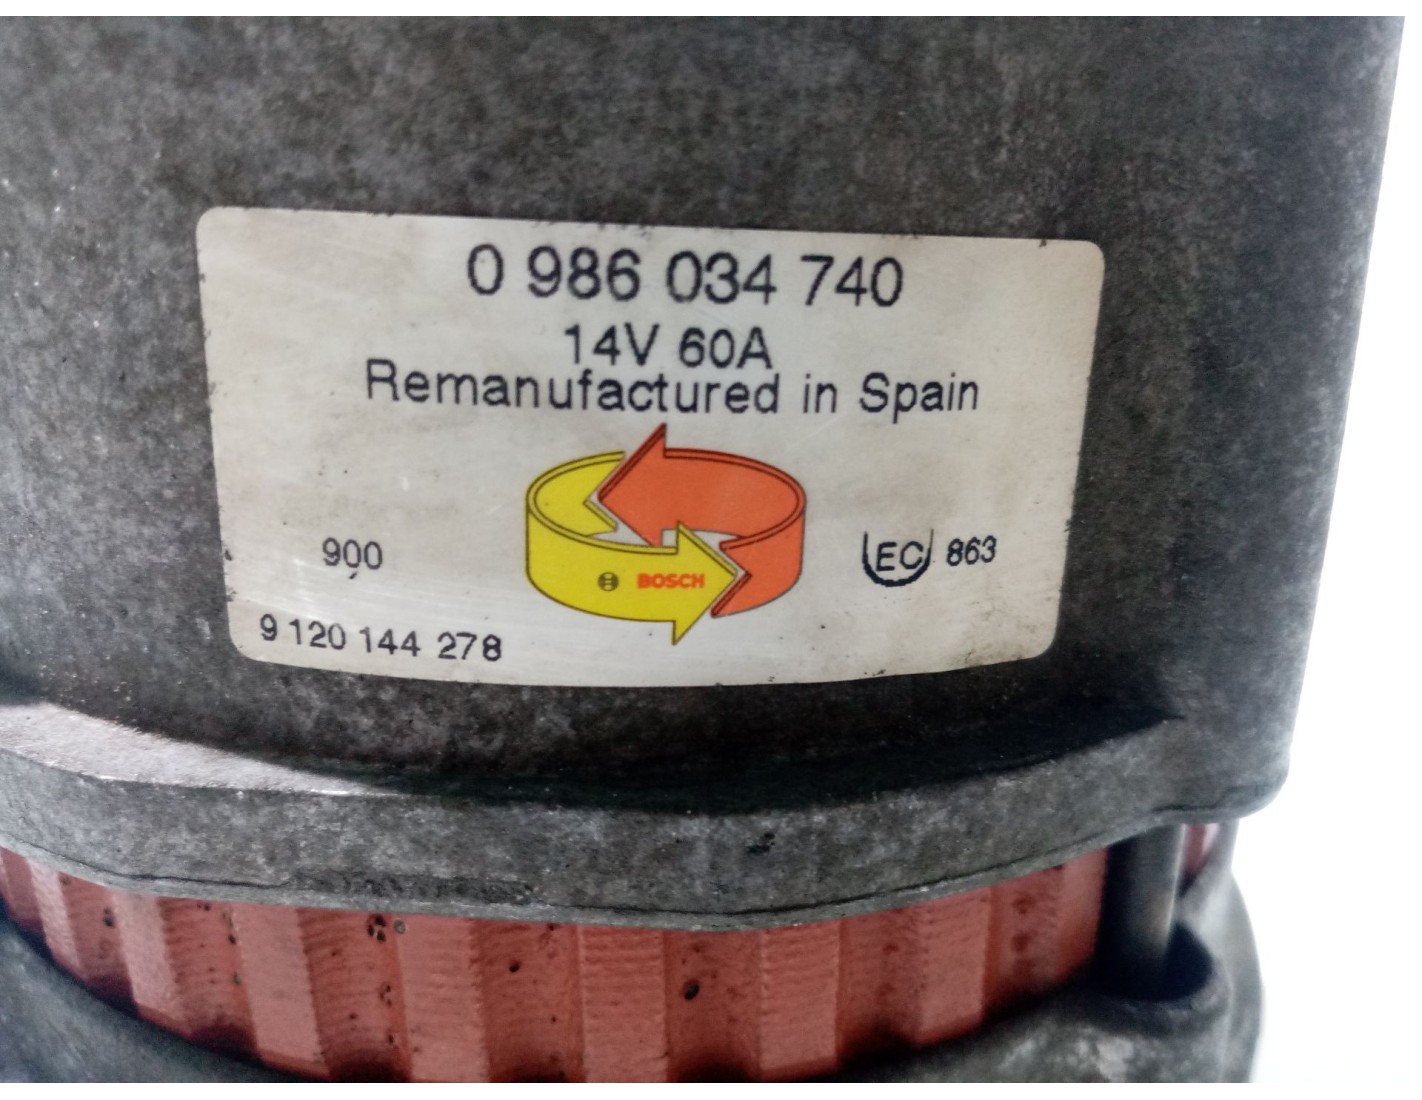 0 986 034 740
14V 60A
Remanufactured in Spain
900
EC 863
BOSCH
9 120 144 278